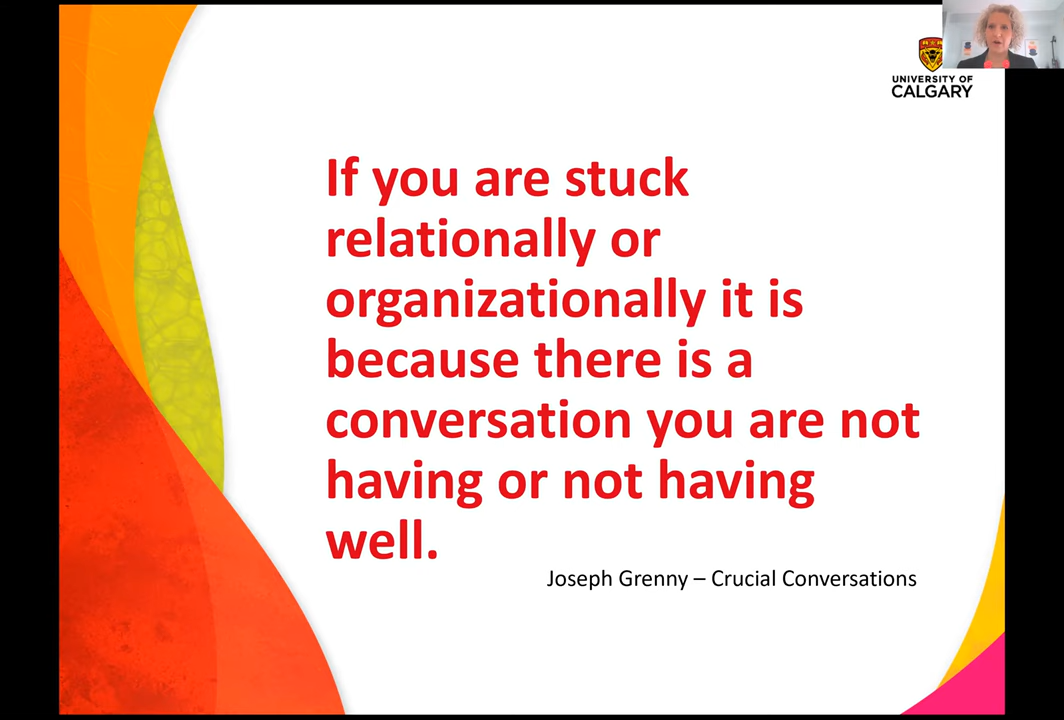 UNIVERSITY OF
CALGARY
If you are stuck
relationally or
organizationally it is
because there is a
conversation you are not
having or not having
well.
Joseph Grenny – Crucial Conversations